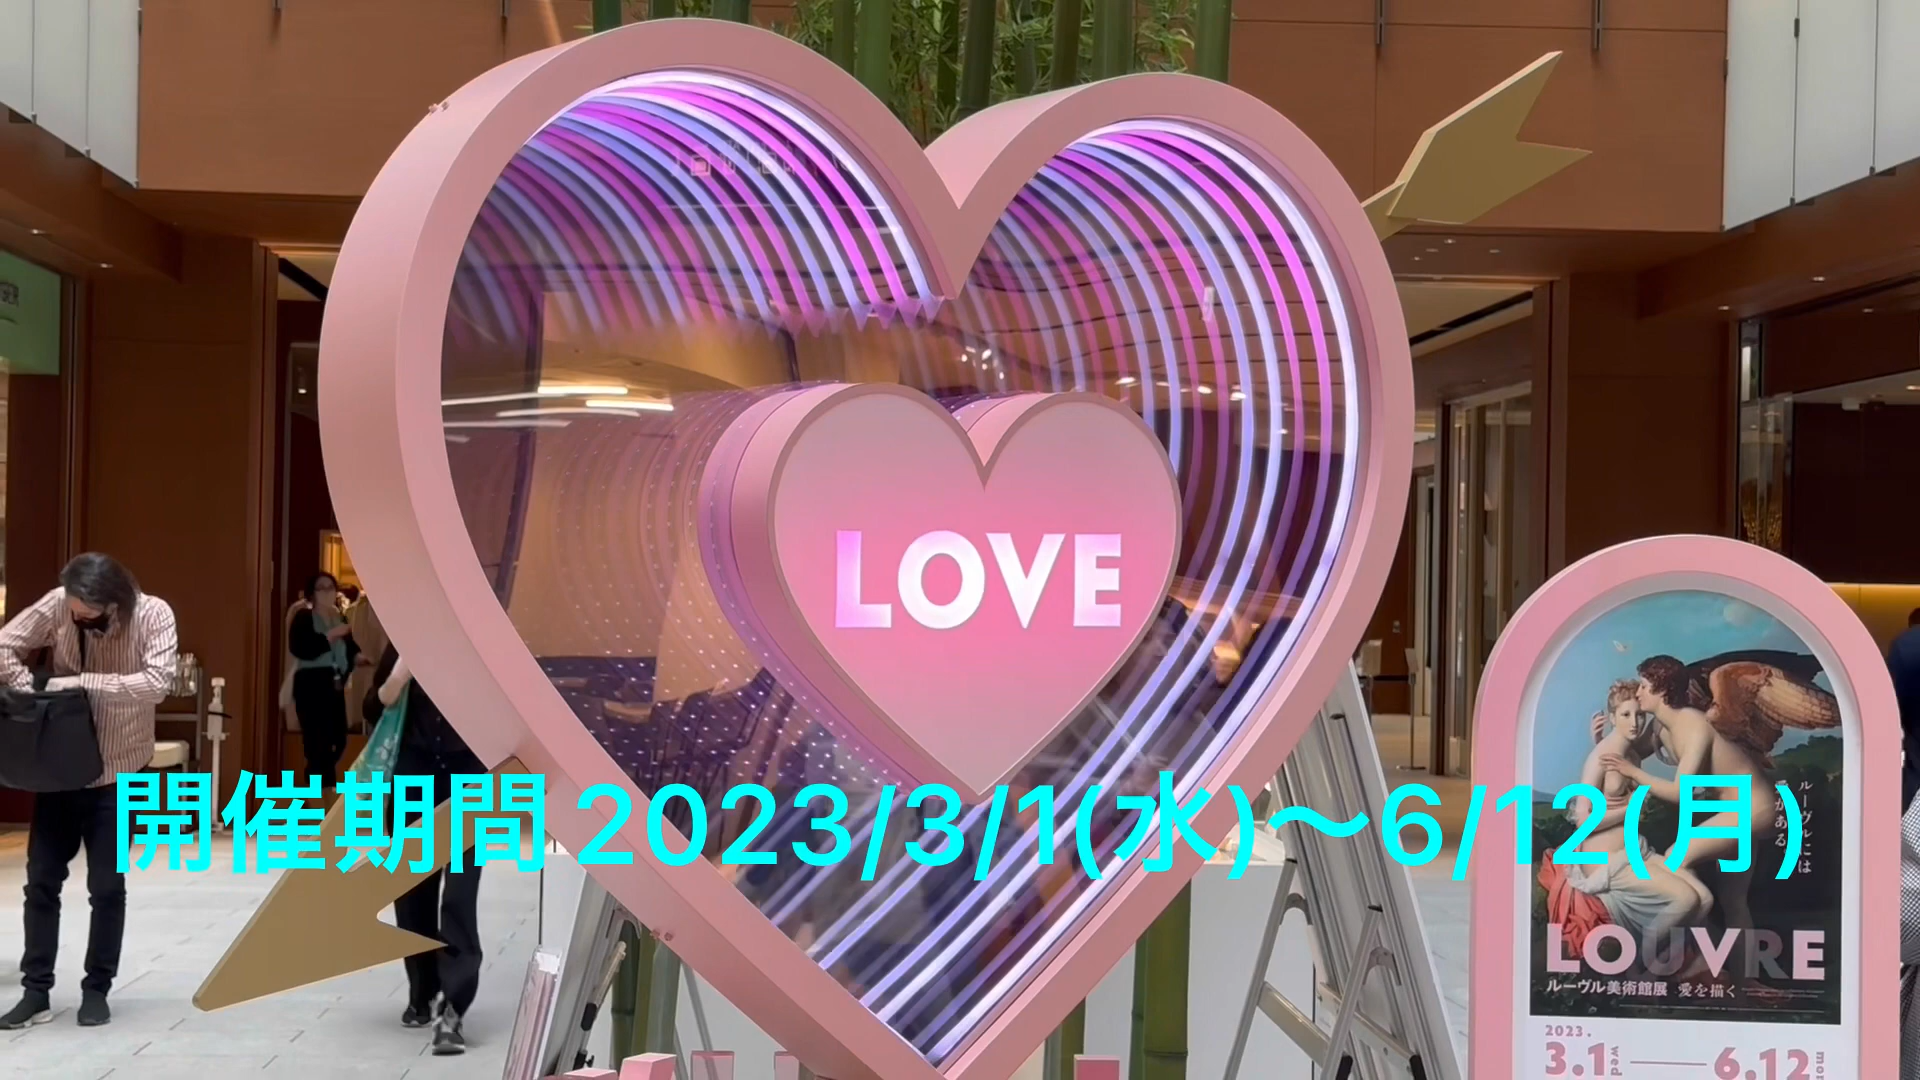 LOVE
開催期間 2023/3/1(水)〜6/12(月)
ルーヴルには
愛がある
LOUVRE
ルーヴル美術館展 愛を描く
2023.
3.1 wed — 6.12 mon